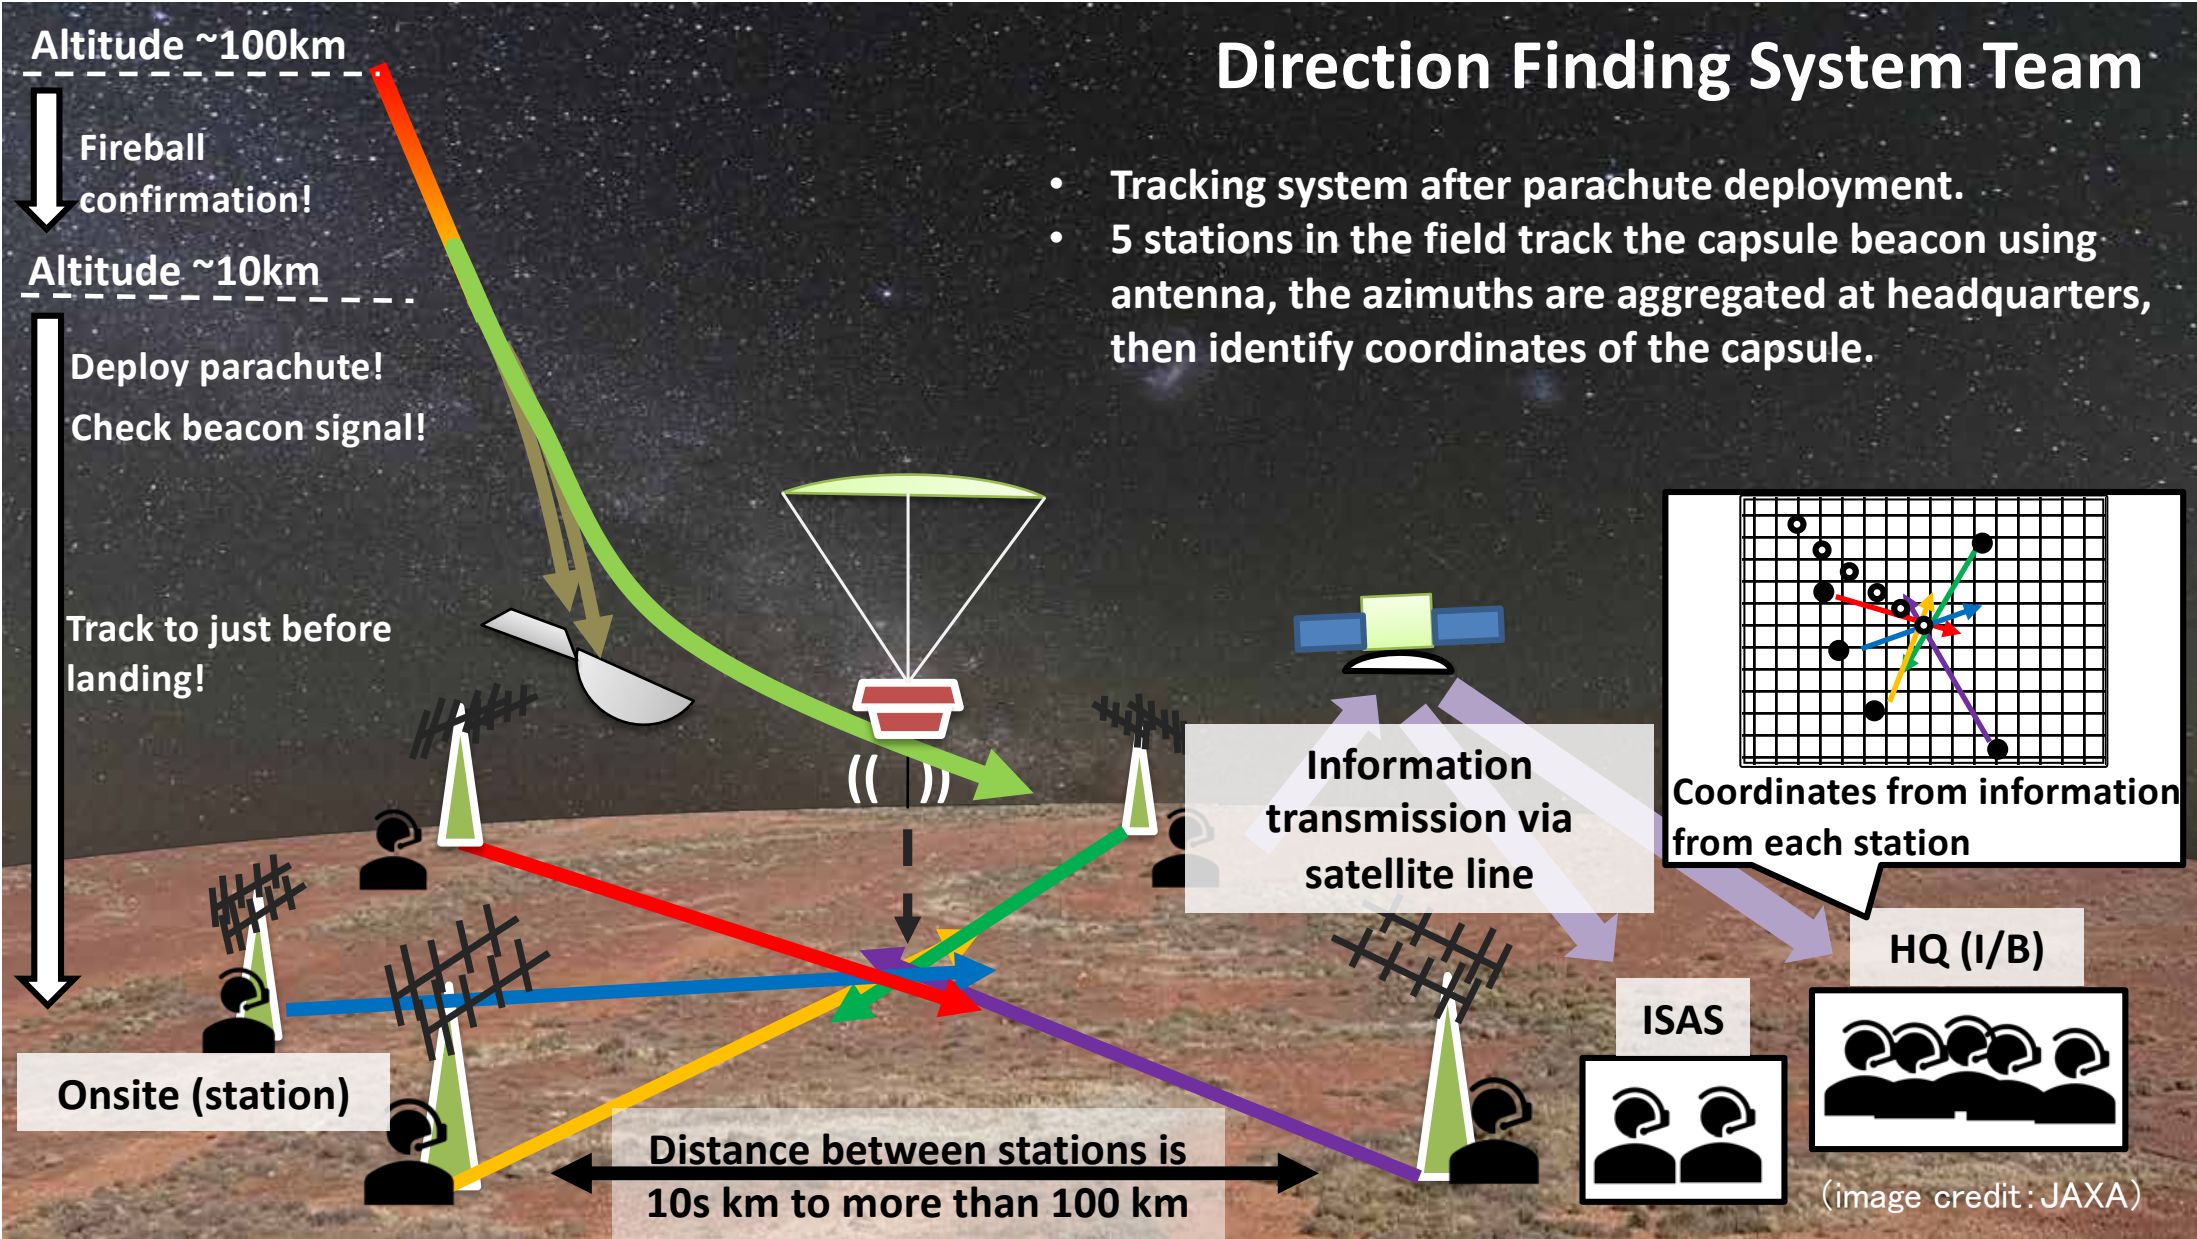 Direction Finding System Team
• Tracking system after parachute deployment.
• 5 stations in the field track the capsule beacon using
antenna, the azimuths are aggregated at headquarters,
then identify coordinates of the capsule.
Altitude ~100km
Fireball
confirmation!
Altitude ~10km
Deploy parachute!
Check beacon signal!
Track to just before
landing!
Information
transmission via
satellite line
Coordinates from information
from each station
HQ (I/B)
ISAS
Onsite (station)
Distance between stations is
10s km to more than 100 km
(image credit:JAXA)